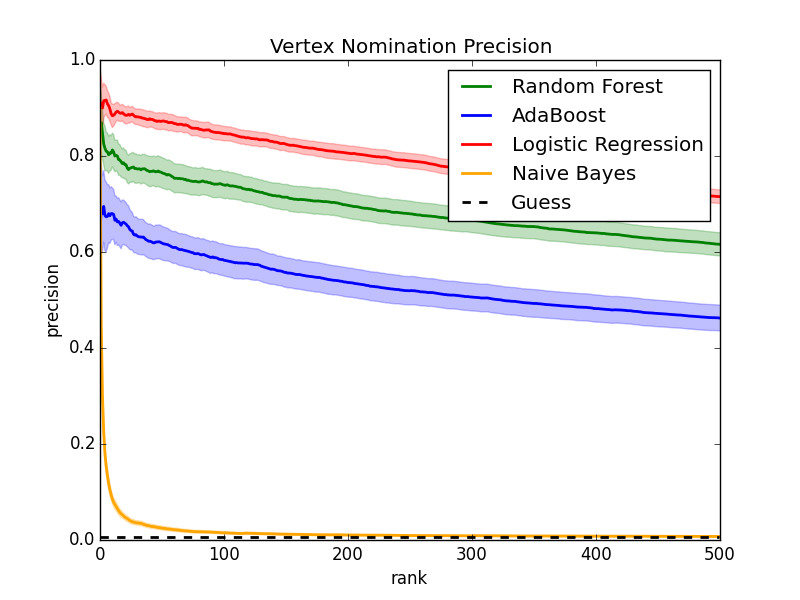 Vertex Nomination Precision
1.0
0.8
0.6
0.4
0.2
0.0
precision
Random Forest
AdaBoost
Logistic Regression
Naive Bayes
Guess
0 100 200 300 400 500
rank